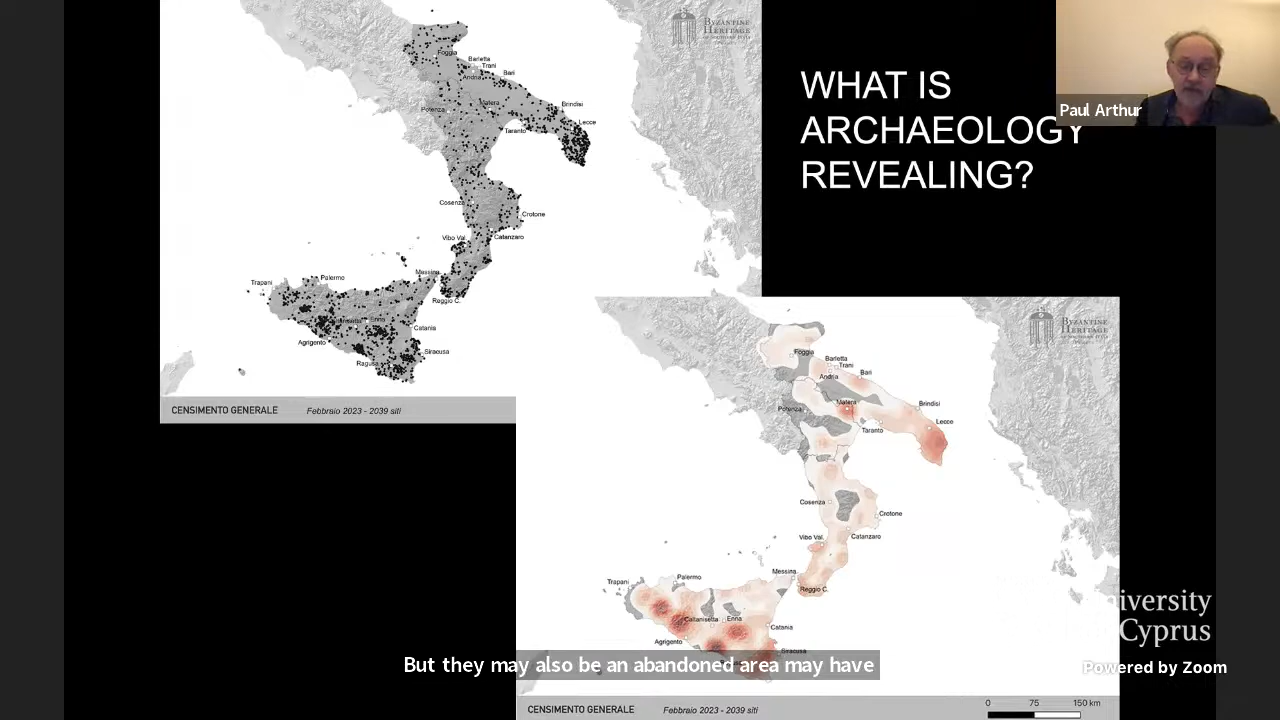 BYZANTINE
HERITAGE
Foggia
Barletta
Trani
Andria
Bari
Potenza
Matera
Brindisi
Lecce
Taranto
Cosenza
Crotone
Vibo Val.
Catanzaro
Messina
Palermo
Trapani
Reggio C.
Enna
Catania
Agrigento
Siracusa
Ragusa
CENSIMENTO GENERALE Febbraio 2023 - 2039 siti
WHAT IS
ARCHAEOLOGY
REVEALING?
Paul Arthur
BYZANTINE
HERITAGE
Foggia
Barletta
Trani
Andria
Bari
Potenza
Matera
Brindisi
Lecce
Taranto
Cosenza
Crotone
Vibo Val.
Catanzaro
Messina
Palermo
Trapani
Reggio C.
Caltanissetta
Enna
Catania
Agrigento
Siracusa
iversity
Cyprus
But they may also be an abandoned area may have
Powered by Zoom
CENSIMENTO GENERALE Febbraio 2023 - 2039 siti
0 75 150 km